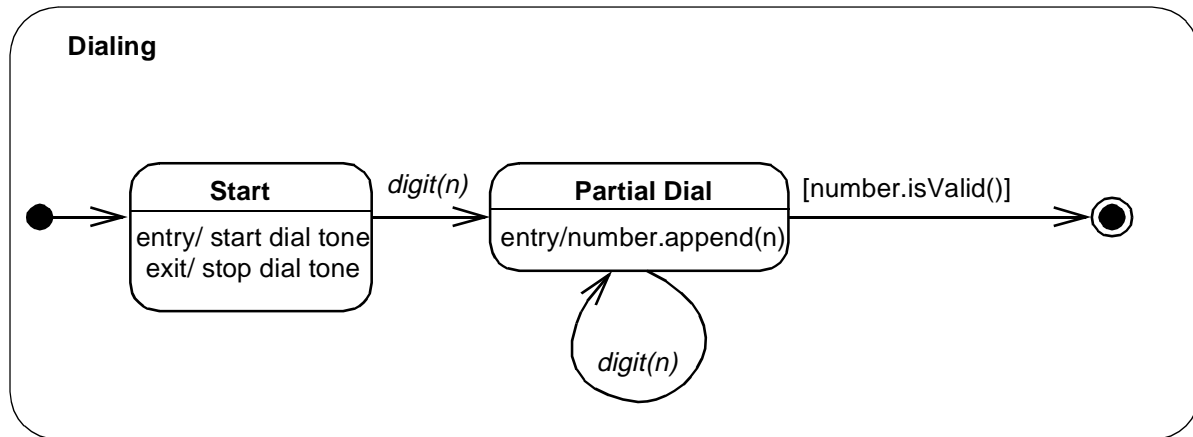 Dialing
Start
entry/ start dial tone
exit/ stop dial tone
digit(n)
Partial Dial
entry/number.append(n)
digit(n)
[number.isValid()]